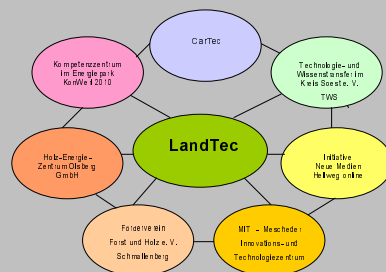 CarTec
Kompetenzzentrum
im Energiepark
KonWerl 2010
Technologie- und
Wissenstransfer im
Kreis Soest e. V.
TWS
LandTec
Holz-Energie-
Zentrum Olsberg
GmbH
Initiative
Neue Medien
Hellweg online
Förderverein
Forst und Holz e. V.
Schmallenberg
MIT - Mescheder
Innovations- und
Technologiezentrum